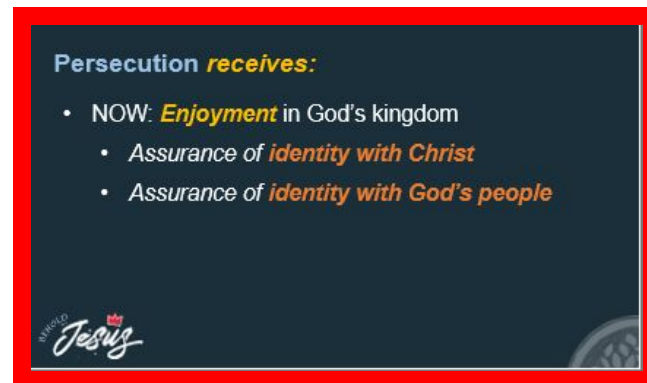 Persecution receives:
• NOW: Enjoyment in God's kingdom
• Assurance of identity with Christ
• Assurance of identity with God's people
BEHOLD
Jesus